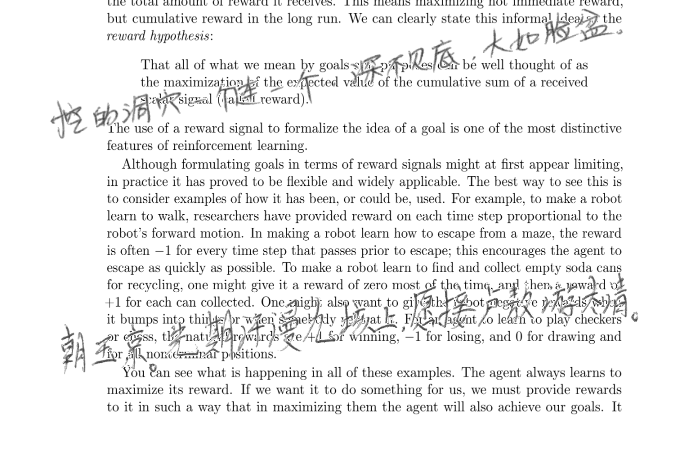 the total amount of reward it receives. This means maximizing not immediate reward,
but cumulative reward in the long run. We can clearly state this informal idea as the
reward hypothesis:
大如脸盆。
深不见底
That all of what we mean by goals and purposes can be well thought of as
the maximization of the expected value of the cumulative sum of a received
scalar signal (called reward).
挖的洞穴 一个
The use of a reward signal to formalize the idea of a goal is one of the most distinctive
features of reinforcement learning.
Although formulating goals in terms of reward signals might at first appear limiting,
in practice it has proved to be flexible and widely applicable. The best way to see this is
to consider examples of how it has been, or could be, used. For example, to make a robot
learn to walk, researchers have provided reward on each time step proportional to the
robot's forward motion. In making a robot learn how to escape from a maze, the reward
is often −1 for every time step that passes prior to escape; this encourages the agent to
escape as quickly as possible. To make a robot learn to find and collect empty soda cans
for recycling, one might give it a reward of zero most of the time, and then a reward of
+1 for each can collected. One might also want to give the robot negative rewards when
it bumps into things or when somebody yells at it. For an agent to learn to play checkers
or chess, the natural rewards are +1 for winning, −1 for losing, and 0 for drawing and
for all nonterminal positions.
朝玉京。 期汗漫九垓上,愿接卢敖游太清。
You can see what is happening in all of these examples. The agent always learns to
maximize its reward. If we want it to do something for us, we must provide rewards
to it in such a way that in maximizing them the agent will also achieve our goals. It